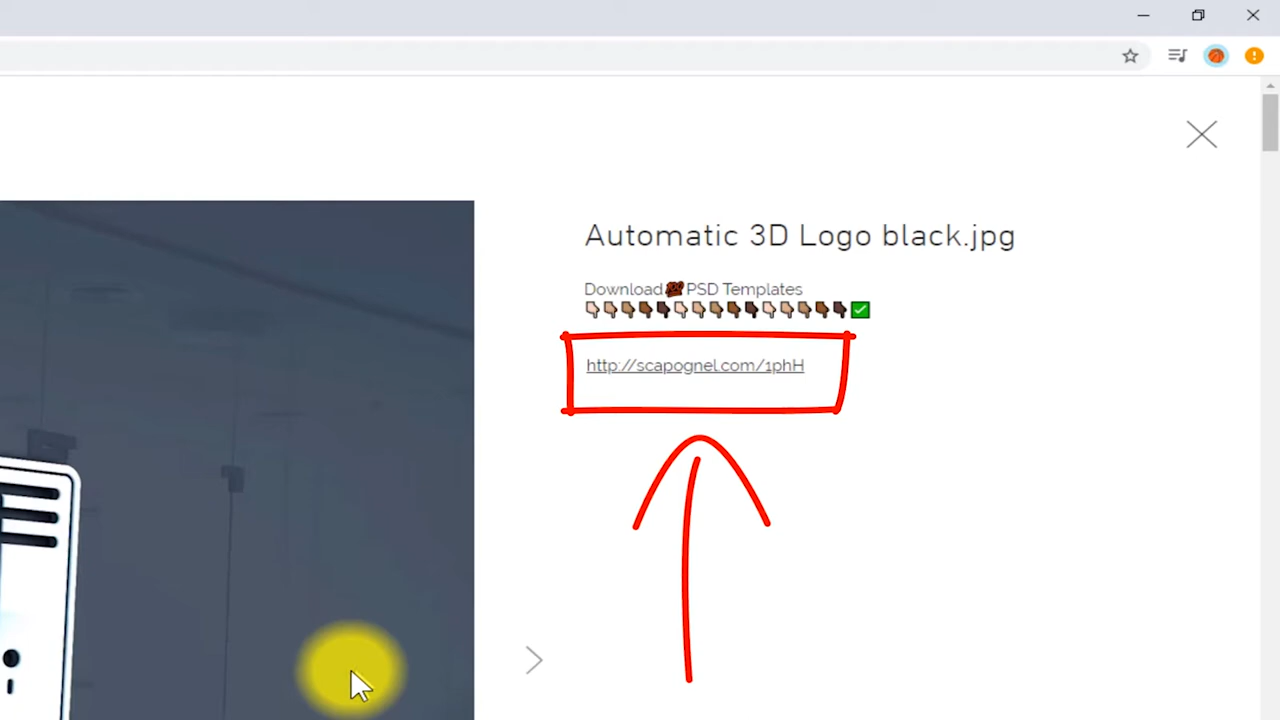 Automatic 3D Logo black.jpg
Download💯PSD Templates
👇🏻👇🏼👇🏽👇🏾👇🏿👇🏻👇🏼👇🏽👇🏾👇🏿👇🏻👇🏼👇🏽👇🏾👇🏿✅
http://scapognel.com/1phH